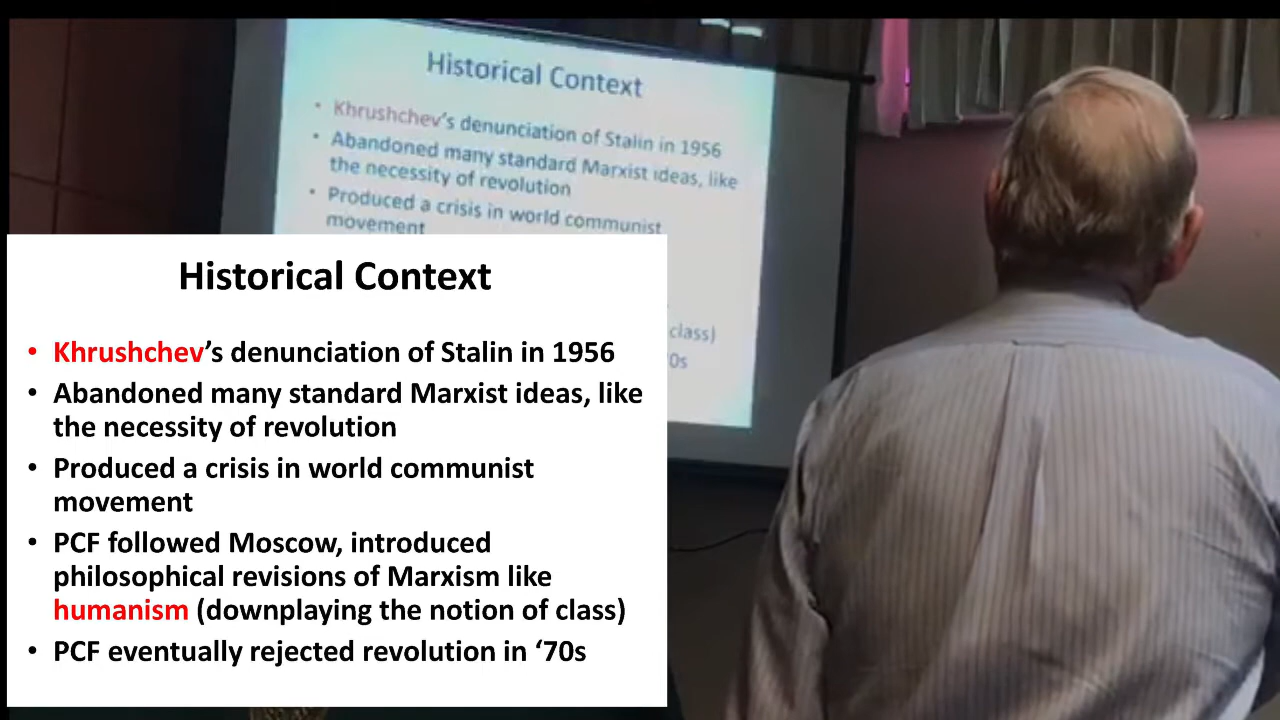 Historical Context
• Khrushchev's denunciation of Stalin in 1956
• Abandoned many standard Marxist ideas, like
the necessity of revolution
• Produced a crisis in world communist
movement
class)
0s
Historical Context
• Khrushchev’s denunciation of Stalin in 1956
• Abandoned many standard Marxist ideas, like
the necessity of revolution
• Produced a crisis in world communist
movement
• PCF followed Moscow, introduced
philosophical revisions of Marxism like
humanism (downplaying the notion of class)
• PCF eventually rejected revolution in ‘70s